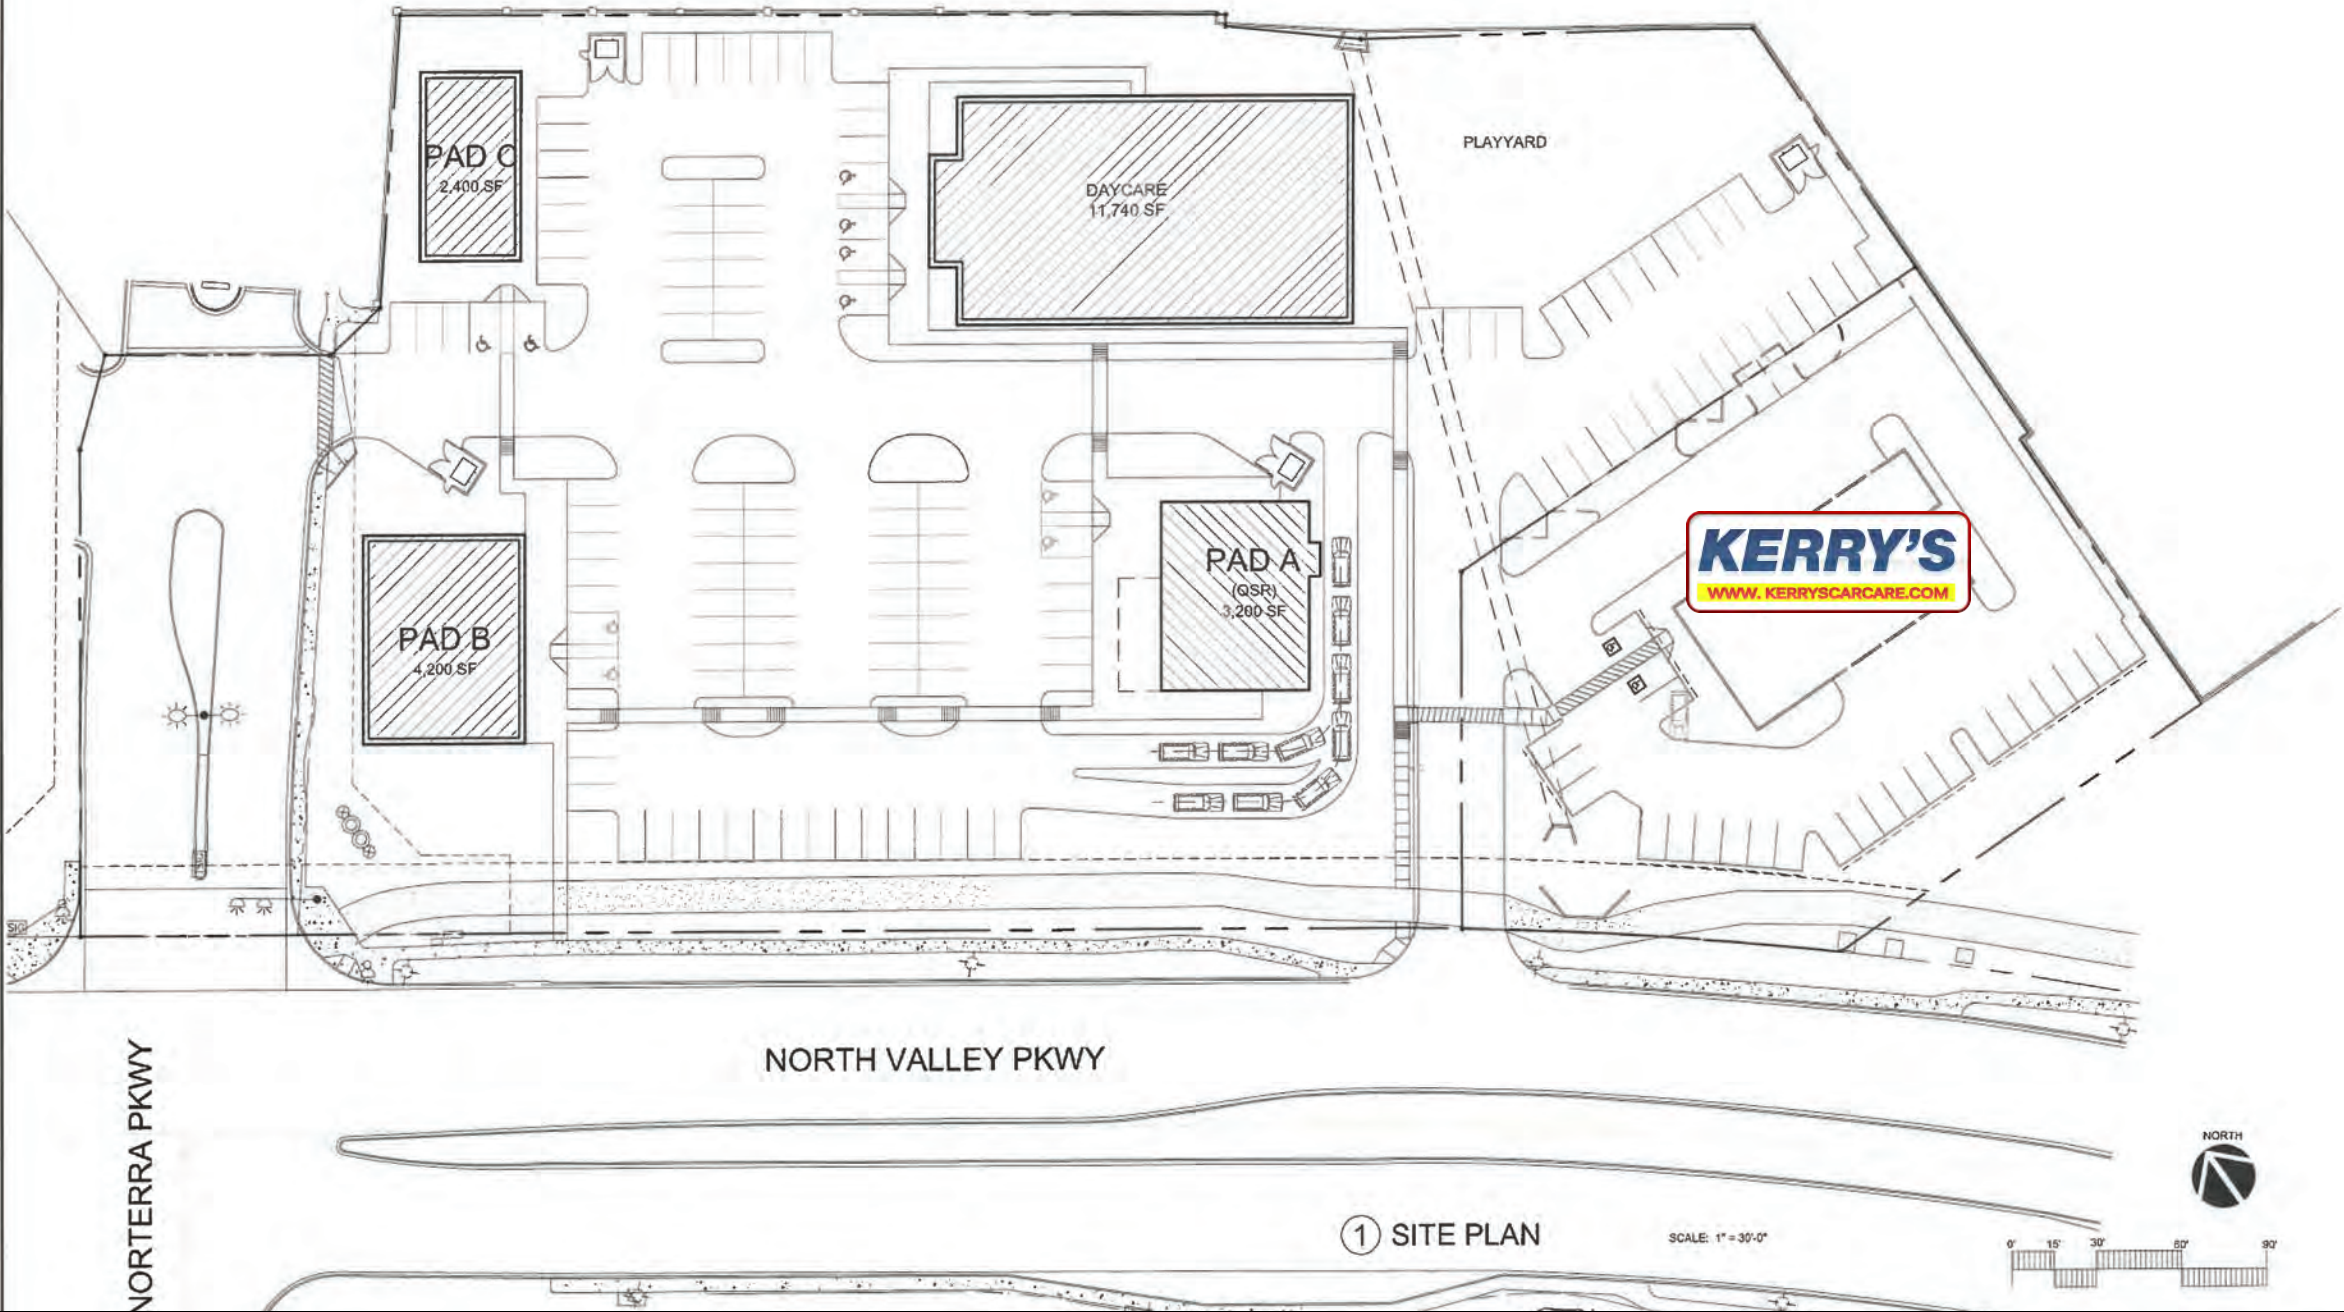 PAD C
2,400 SF
DAYCARE
11,740 SF
PLAYYARD
PAD A
(QSR)
3,200 SF
KERRY'S
WWW.KERRYSCARCARE.COM
PAD B
4,200 SF
SIG
NORTH VALLEY PKWY
NORTERRA PKWY
NORTH
1 SITE PLAN
SCALE: 1" = 30'-0"
0' 15' 30' 60' 90'